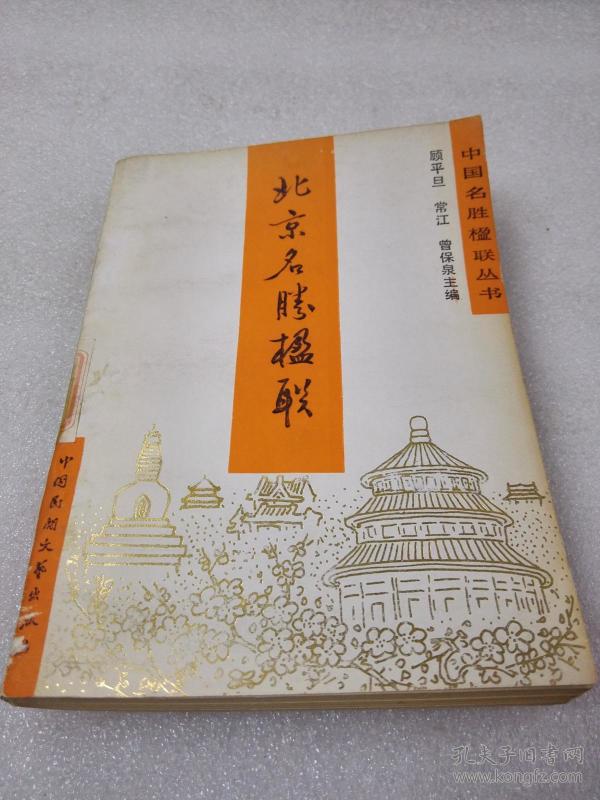 中国名胜楹联丛书
顾平旦 常江 曾保泉主编
北京名勝楹联
中国民间文艺出版
孔夫子旧书网
www.kongfz.com